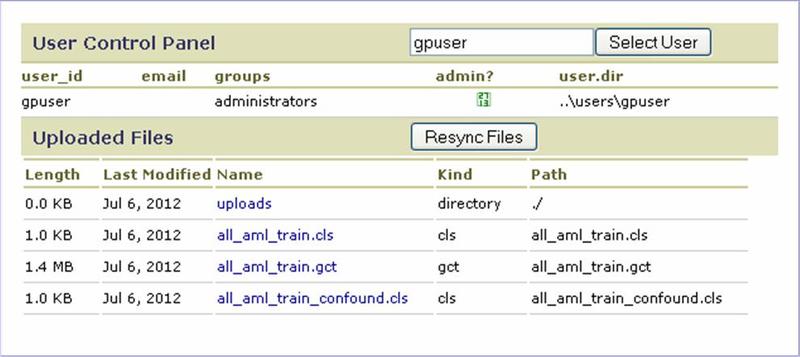 User Control Panel gpuser Select User
user_id email groups admin? user.dir
gpuser administrators ..\users\gpuser
Uploaded Files Resync Files
Length Last Modified Name Kind Path
0.0 KB Jul 6, 2012 uploads directory ./
1.0 KB Jul 6, 2012 all_aml_train.cls cls all_aml_train.cls
1.4 MB Jul 6, 2012 all_aml_train.gct gct all_aml_train.gct
1.0 KB Jul 6, 2012 all_aml_train_confound.cls cls all_aml_train_confound.cls